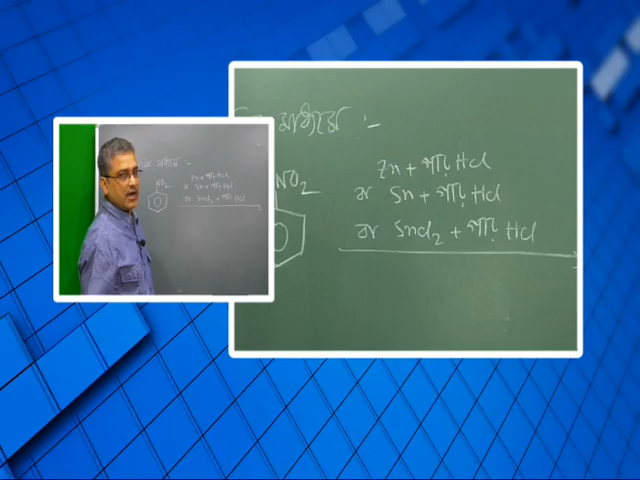 মাধ্যমে :-
NO₂
Zn + গাঢ় HCl
বা Sn + গাঢ় HCl
বা SnCl₂ + গাঢ় HCl